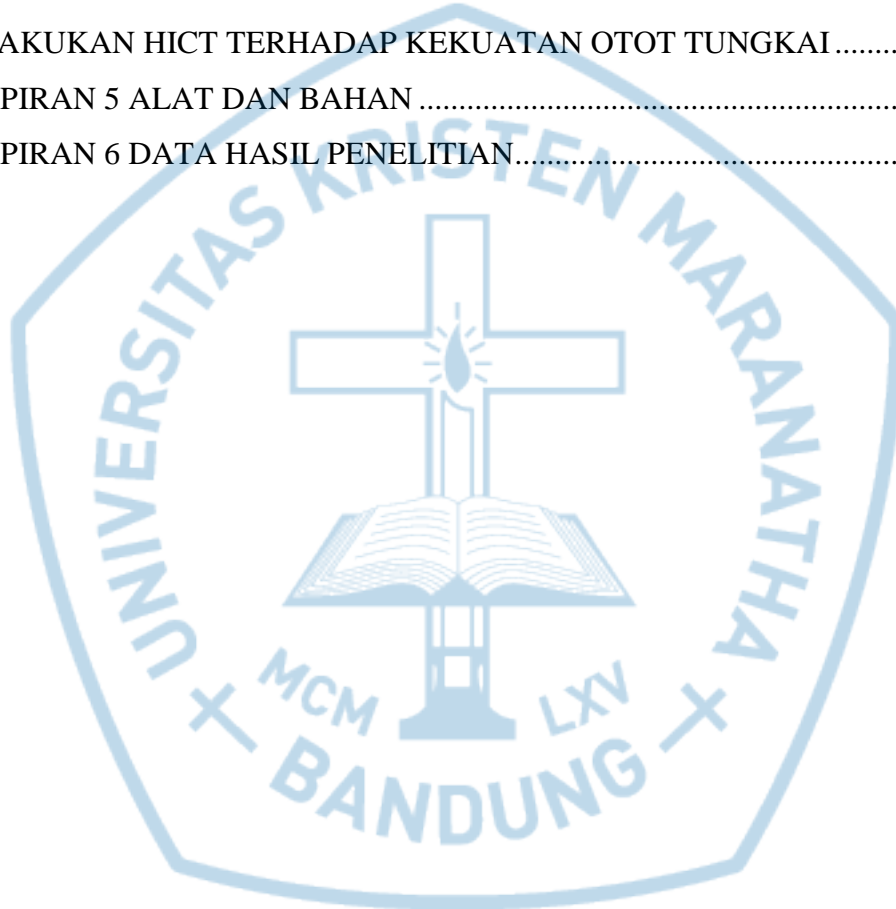 AKUKAN HICT TERHADAP KEKUATAN OTOT TUNGKAI ........
PIRAN 5 ALAT DAN BAHAN ............................................................
PIRAN 6 DATA HASIL PENELITIAN................................................
UNIVERSITAS KRISTEN MARANATHA
MCM LXV
BANDUNG